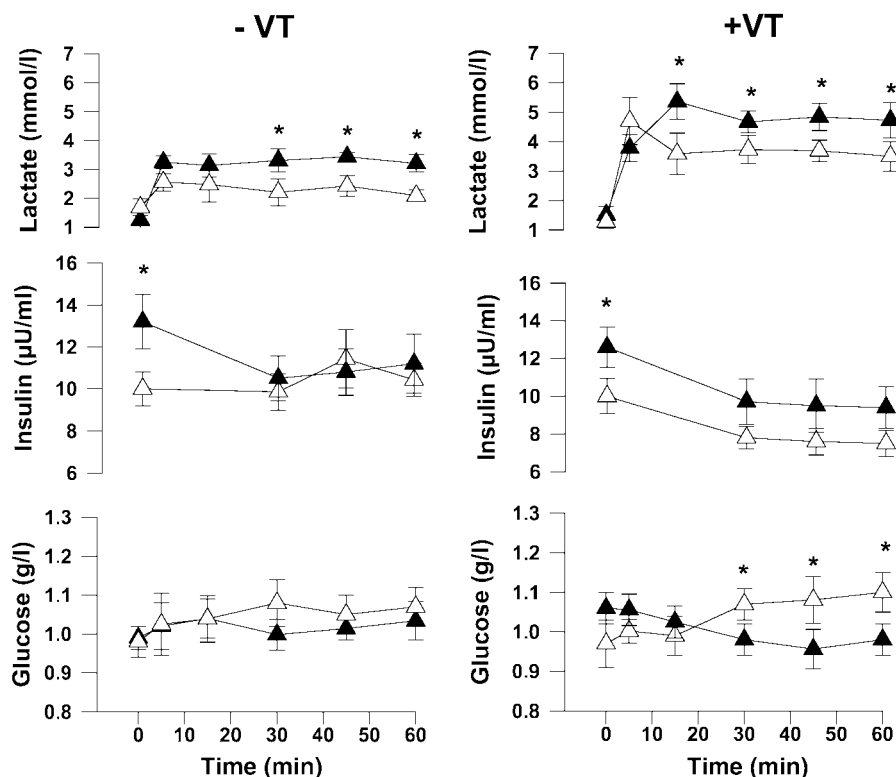 - VT
+VT
Lactate (mmol/l)
7
6
5
4
3
2
1
* * *
Lactate (mmol/l)
7
6
5
4
3
2
1
* * * *
Insulin (µU/ml)
16
14
12
10
8
6
*
Insulin (µU/ml)
16
14
12
10
8
6
*
Glucose (g/l)
1.3
1.2
1.1
1.0
0.9
0.8
0 10 20 30 40 50 60
Time (min)
Glucose (g/l)
1.3
1.2
1.1
1.0
0.9
0.8
* * *
0 10 20 30 40 50 60
Time (min)